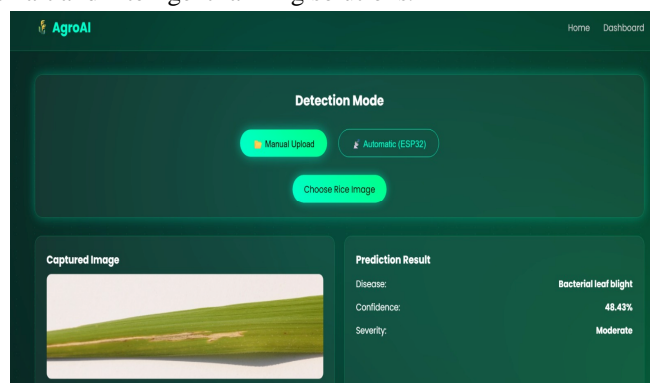 AgroAI
Home Dashboard
Detection Mode
Manual Upload
Automatic (ESP32)
Choose Rice Image
Captured Image
Prediction Result
Disease: Bacterial leaf blight
Confidence: 48.43%
Severity: Moderate